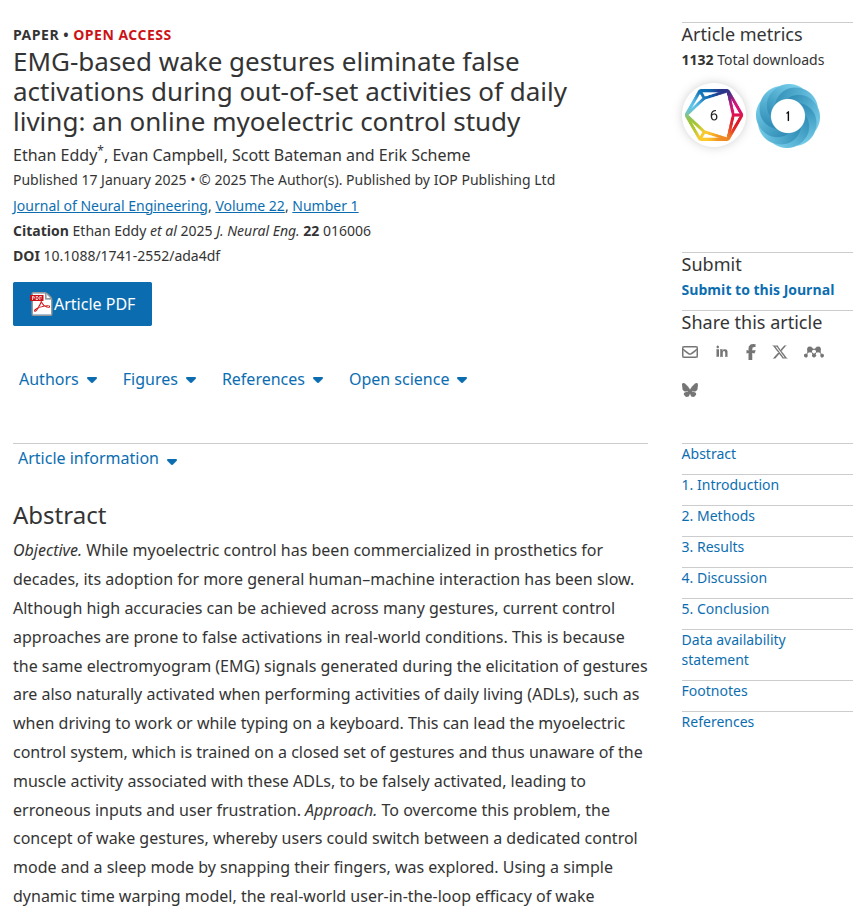 PAPER • OPEN ACCESS
EMG-based wake gestures eliminate false
activations during out-of-set activities of daily
living: an online myoelectric control study
Ethan Eddy*, Evan Campbell, Scott Bateman and Erik Scheme
Published 17 January 2025 • © 2025 The Author(s). Published by IOP Publishing Ltd
Journal of Neural Engineering, Volume 22, Number 1
Citation Ethan Eddy et al 2025 J. Neural Eng. 22 016006
DOI 10.1088/1741-2552/ada4df
PDF Article PDF
Authors
Figures
References
Open science
Article information
Abstract
Objective. While myoelectric control has been commercialized in prosthetics for
decades, its adoption for more general human–machine interaction has been slow.
Although high accuracies can be achieved across many gestures, current control
approaches are prone to false activations in real-world conditions. This is because
the same electromyogram (EMG) signals generated during the elicitation of gestures
are also naturally activated when performing activities of daily living (ADLs), such as
when driving to work or while typing on a keyboard. This can lead the myoelectric
control system, which is trained on a closed set of gestures and thus unaware of the
muscle activity associated with these ADLs, to be falsely activated, leading to
erroneous inputs and user frustration. Approach. To overcome this problem, the
concept of wake gestures, whereby users could switch between a dedicated control
mode and a sleep mode by snapping their fingers, was explored. Using a simple
dynamic time warping model, the real-world user-in-the-loop efficacy of wake
Article metrics
1132 Total downloads
6
1
Submit
Submit to this Journal
Share this article
Abstract
1. Introduction
2. Methods
3. Results
4. Discussion
5. Conclusion
Data availability
statement
Footnotes
References